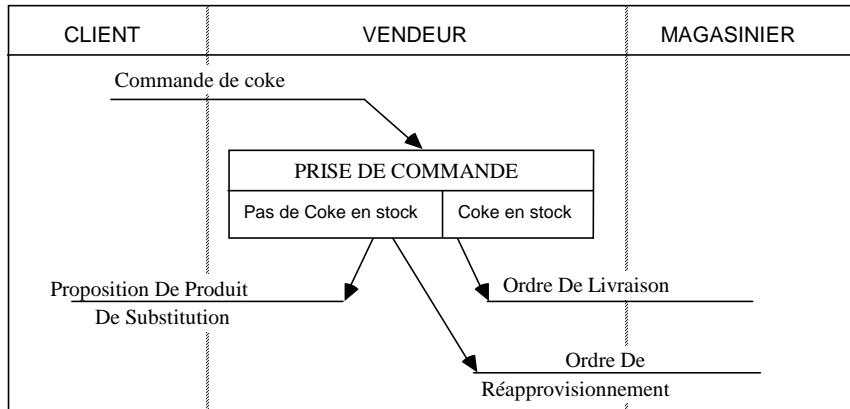 CLIENT VENDEUR MAGASINIER
Commande de coke
PRISE DE COMMANDE
Pas de Coke en stock Coke en stock
Proposition De Produit
De Substitution
Ordre De Livraison
Ordre De
Réapprovisionnement